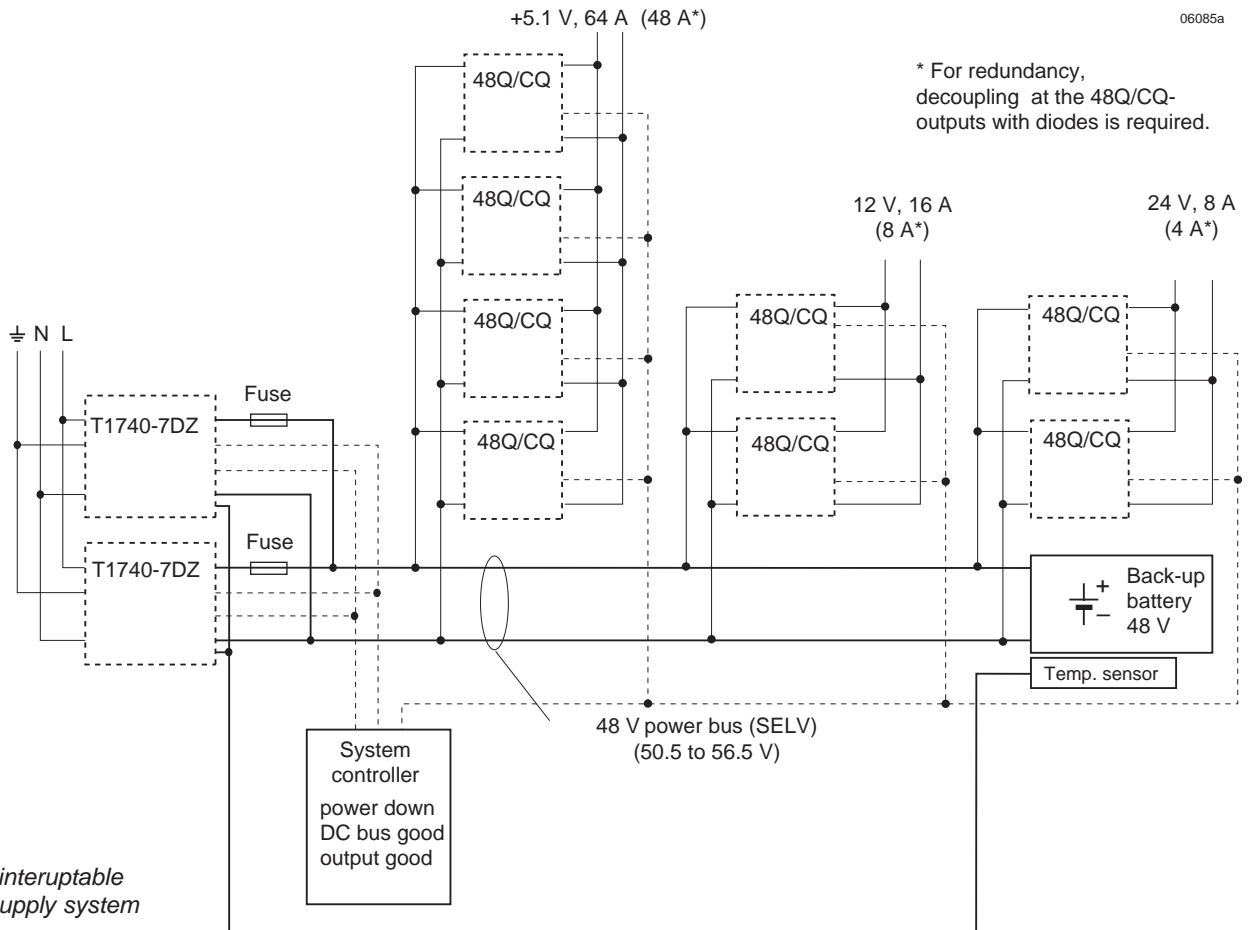 +5.1 V, 64 A (48 A*)
06085a
* For redundancy,
decoupling at the 48Q/CQ-
outputs with diodes is required.
48Q/CQ
48Q/CQ
48Q/CQ
48Q/CQ
12 V, 16 A
(8 A*)
48Q/CQ
48Q/CQ
24 V, 8 A
(4 A*)
48Q/CQ
48Q/CQ
N L
T1740-7DZ
Fuse
T1740-7DZ
Fuse
+
–
Back-up
battery
48 V
Temp. sensor
48 V power bus (SELV)
(50.5 to 56.5 V)
System
controller
power down
DC bus good
output good
interuptable
supply system